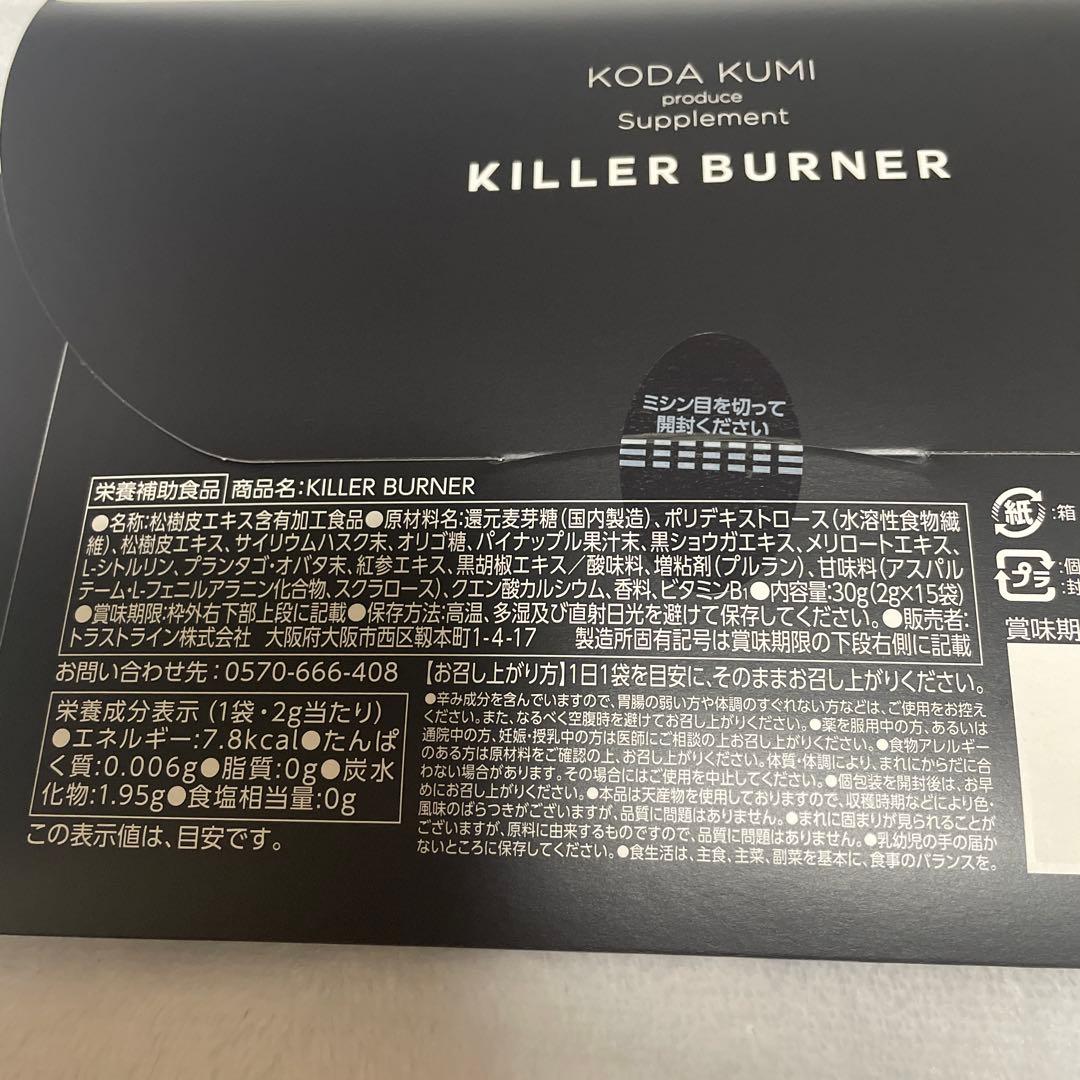 KODA KUMI
produce
Supplement
KILLER BURNER
ミシン目を切って
開封ください
栄養補助食品 商品名:KILLER BURNER
●名称:松樹皮エキス含有加工食品●原材料名:還元麦芽糖(国内製造)、ポリデキストロース(水溶性食物繊
維)、松樹皮エキス、サイリウムハスク末、オリゴ糖、パイナップル果汁末、黒ショウガエキス、メリロートエキス、
L-シトルリン、プランタゴ・オバタ末、紅参エキス、黒胡椒エキス／酸味料、増粘剤(プルラン)、甘味料(アスパル
テーム・L-フェニルアラニン化合物、スクラロース)、クエン酸カルシウム、香料、ビタミンB₁●内容量:30g(2g×15袋)
●賞味期限:枠外右下部上段に記載●保存方法:高温、多湿及び直射日光を避けて保存してください。●販売者:
トラストライン株式会社 大阪府大阪市西区靱本町1-4-17 製造所固有記号は賞味期限の下段右側に記載
お問い合わせ先:0570-666-408
【お召し上がり方】1日1袋を目安に、そのままお召し上がりください。
栄養成分表示 (1袋・2g当たり)
●エネルギー:7.8kcal●たんぱ
く質:0.006g●脂質:0g●炭水
化物:1.95g●食塩相当量:0g
この表示値は、目安です。
●辛み成分を含んでいますので、胃腸の弱い方や体調のすぐれない方などは、ご使用をお控え
ください。また、なるべく空腹時を避けてお召し上がりください。●薬を服用中の方、あるいは
通院中の方、妊娠・授乳中の方は医師にご相談の上お召し上がりください。●食物アレルギー
のある方は原材料をご確認の上、お召し上がりください。体質・体調により、まれにからだに合
わない場合があります。その場合にはご使用を中止してください。●個包装を開封後は、お早
めにお召し上がりください。●本品は天産物を使用しておりますので、収穫時期などにより色・
風味のばらつきがございますが、品質に問題はありません。●まれに固まりが見られることが
ございますが、原料に由来するものですので、品質に問題はありません。●乳幼児の手の届か
ないところに保存してください。●食生活は、主食、主菜、副菜を基本に、食事のバランスを。
紙 :箱
プラ :個
:封
賞味期